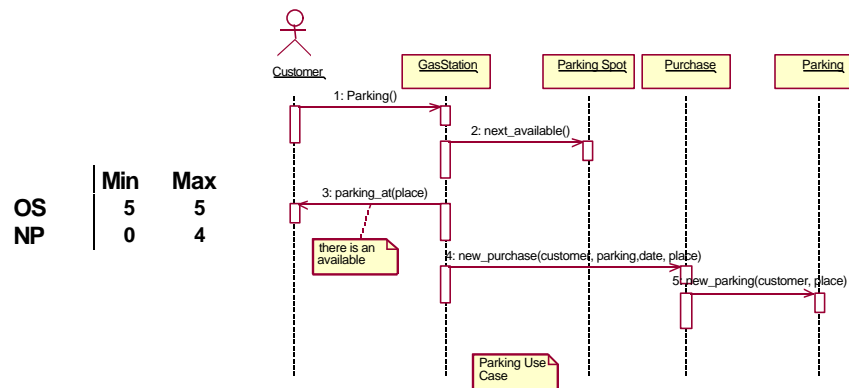 Customer
GasStation
Parking Spot
Purchase
Parking
1: Parking()
2: next_available()
Min Max
OS 5 5
NP 0 4
3: parking_at(place)
there is an
available
4: new_purchase(customer, parking,date, place)
5: new_parking(customer, place)
Parking Use
Case